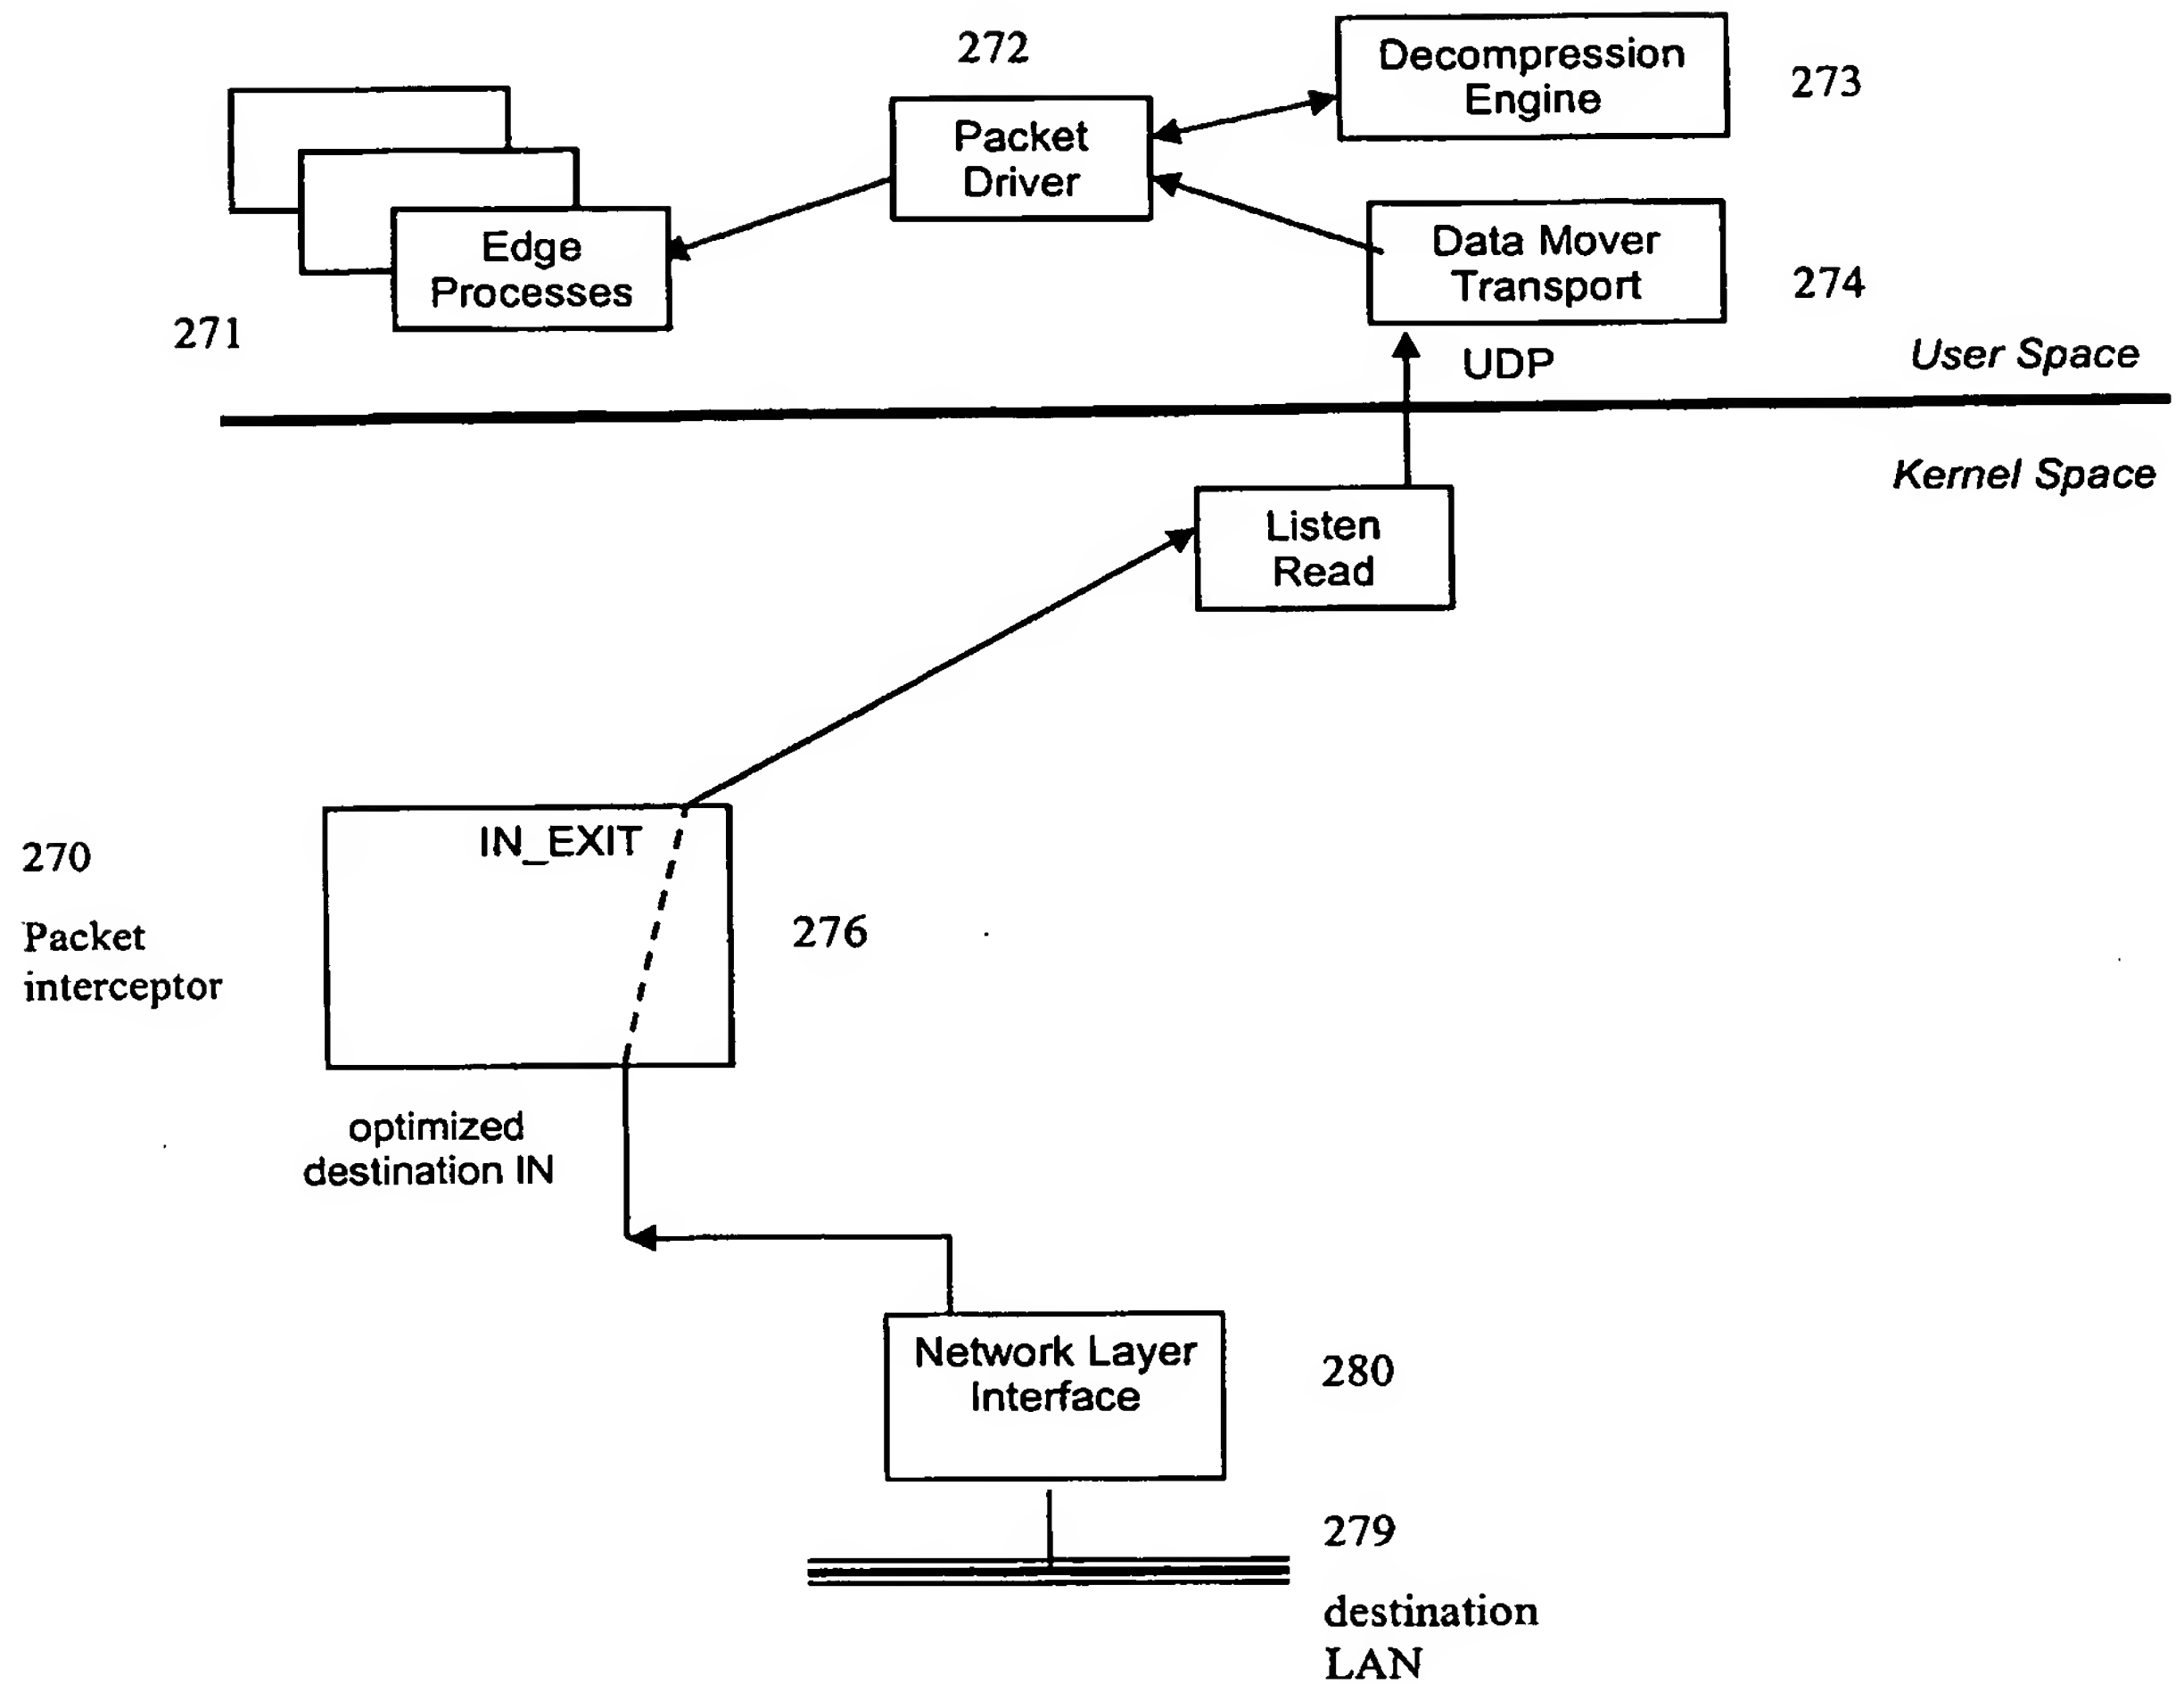 272
Decompression
Engine
273
Packet
Driver
Edge
Processes
271
Data Mover
Transport
274
UDP
User Space
Kernel Space
Listen
Read
270
Packet
interceptor
IN_EXIT
276
optimized
destination IN
Network Layer
Interface
280
279
destination
LAN